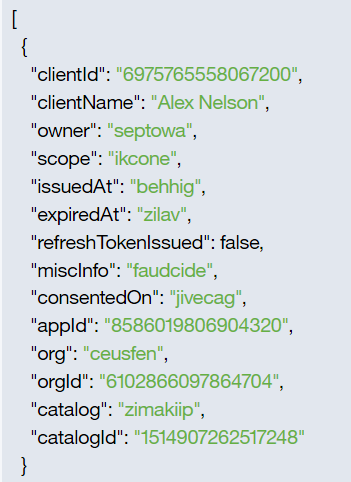 [
{
"clientId": "6975765558067200",
"clientName": "Alex Nelson",
"owner": "septowa",
"scope": "ikcone",
"issuedAt": "behhig",
"expiredAt": "zilav",
"refreshTokenIssued": false,
"miscInfo": "faudcide",
"consentedOn": "jivecag",
"appId": "8586019806904320",
"org": "ceusfen",
"orgId": "6102866097864704",
"catalog": "zimakiip",
"catalogId": "1514907262517248"
}